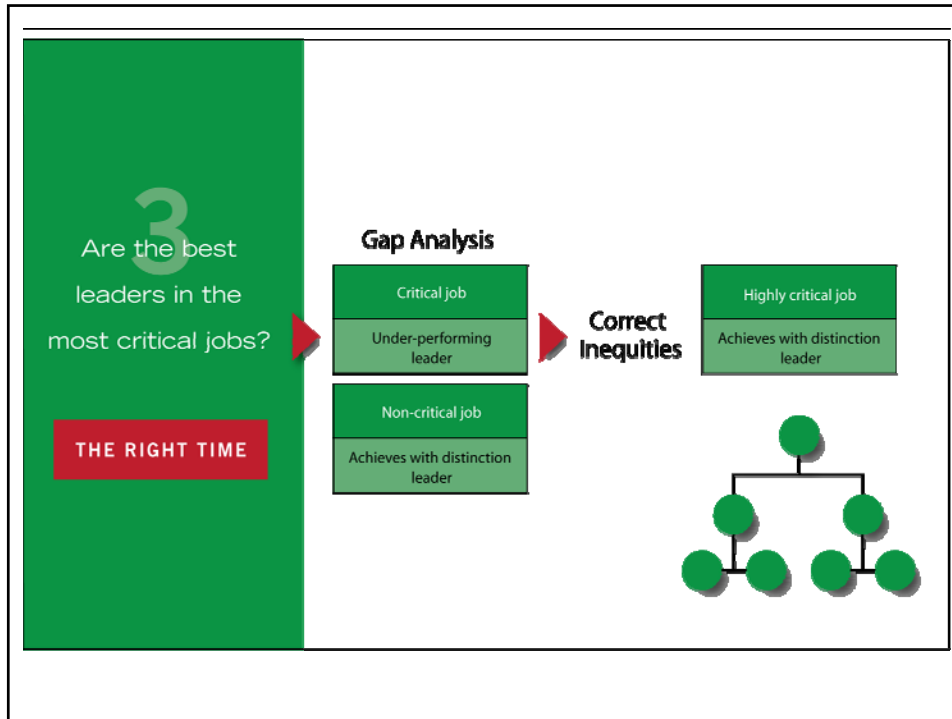 3
Are the best
leaders in the
most critical jobs?
THE RIGHT TIME
Gap Analysis
Critical job
Under-performing
leader
Non-critical job
Achieves with distinction
leader
Correct
Inequities
Highly critical job
Achieves with distinction
leader